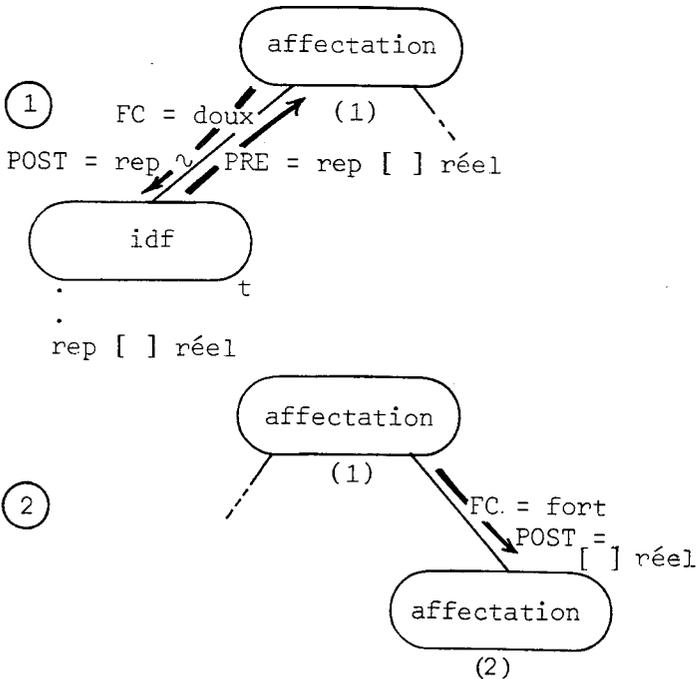 affectation
1
FC = doux
(1)
POST = rep ~
PRE = rep [ ] réel
idf
t
rep [ ] réel
affectation
(1)
2
FC. = fort
POST =
[ ] réel
affectation
(2)